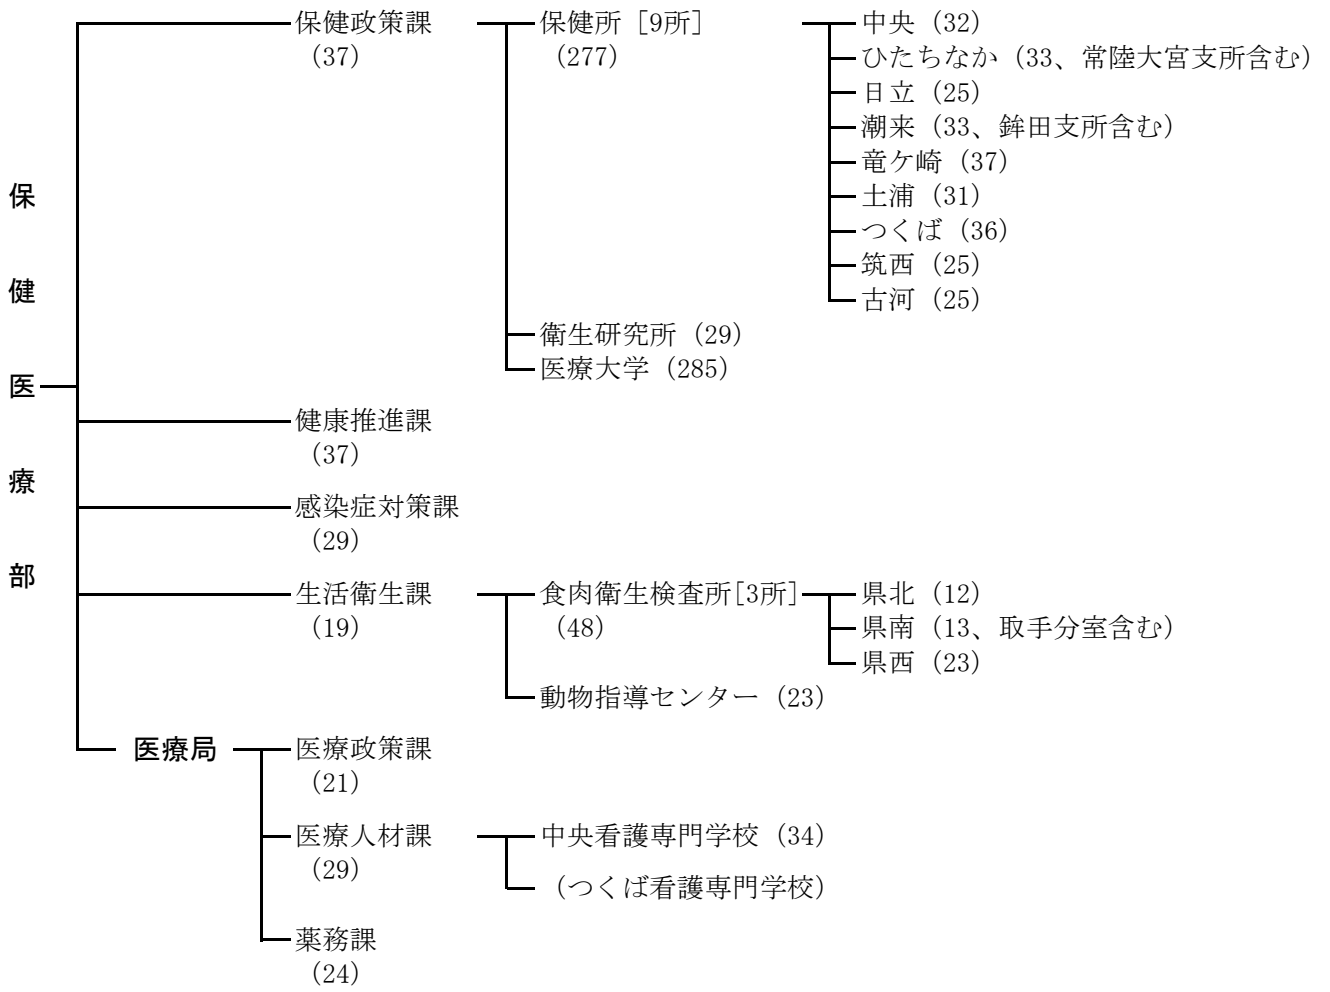 保健医療部
保健政策課
（37）
保健所［9所］
（277）
中央（32）
ひたちなか（33、常陸大宮支所含む）
日立（25）
潮来（33、鉾田支所含む）
竜ケ崎（37）
土浦（31）
つくば（36）
筑西（25）
古河（25）
衛生研究所（29）
医療大学（285）
健康推進課
（37）
感染症対策課
（29）
生活衛生課
（19）
食肉衛生検査所［3所］
（48）
県北（12）
県南（13、取手分室含む）
県西（23）
動物指導センター（23）
医療局
医療政策課
（21）
医療人材課
（29）
中央看護専門学校（34）
（つくば看護専門学校）
薬務課
（24）